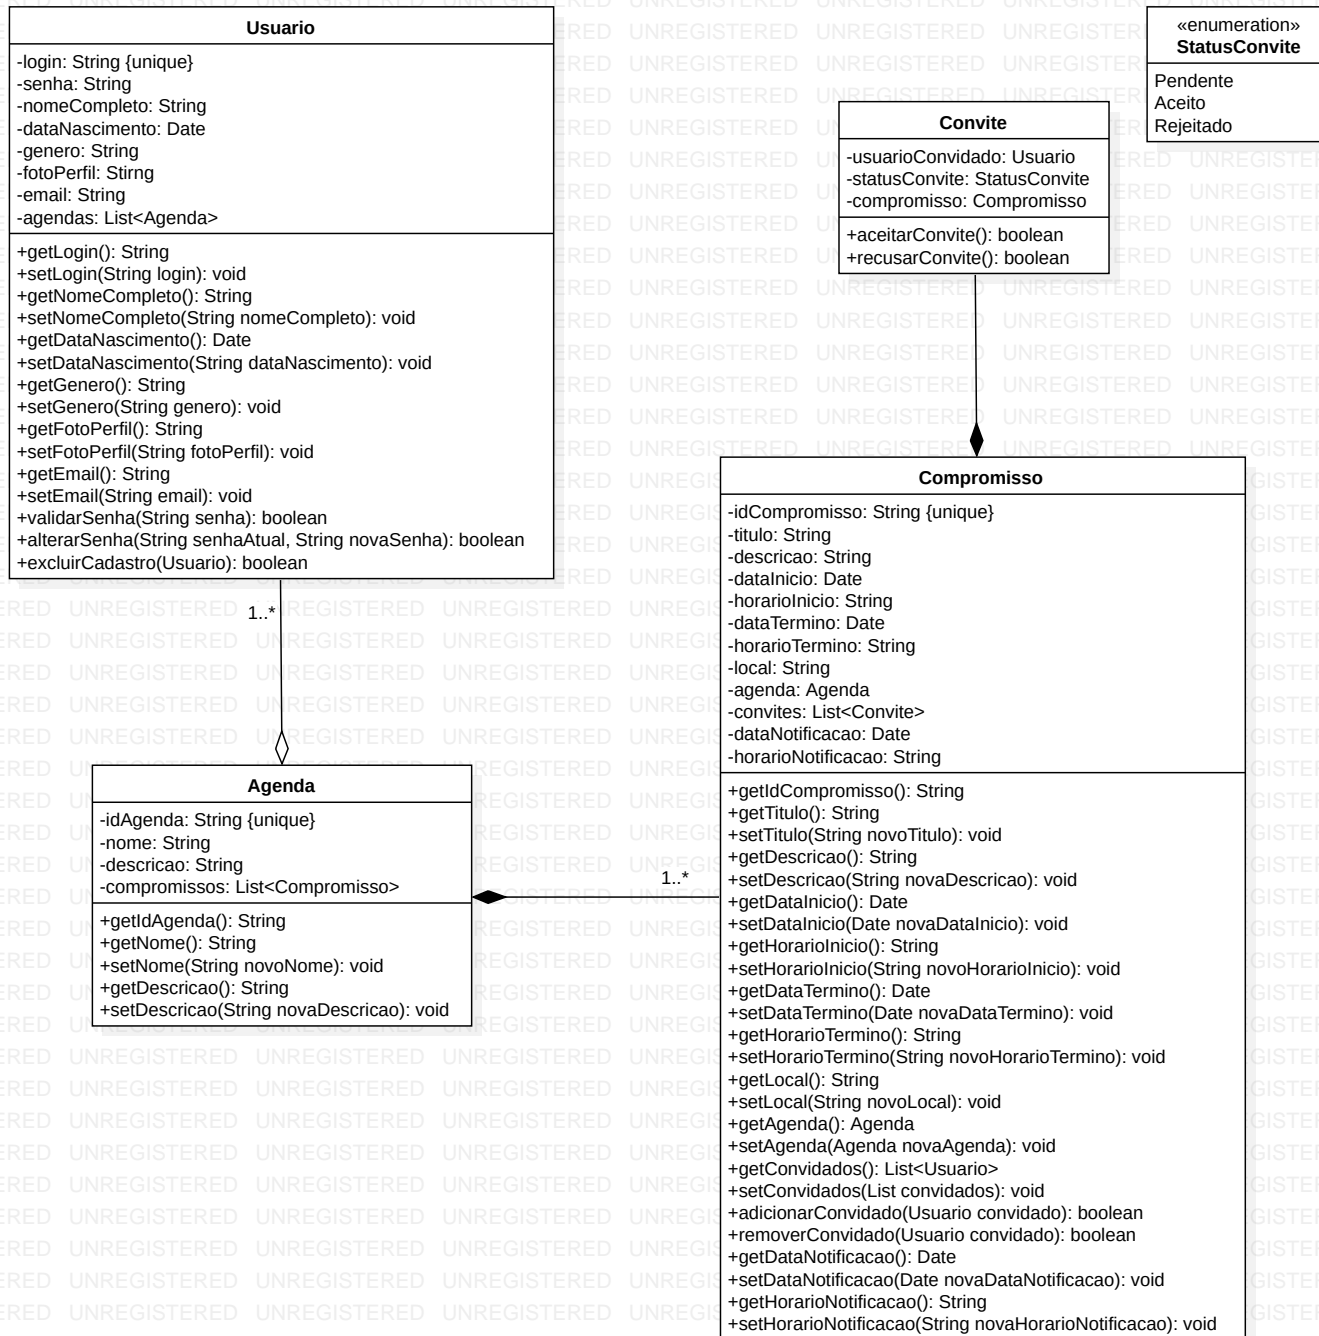 Usuario
-login: String {unique}
-senha: String
-nomeCompleto: String
-dataNascimento: Date
-genero: String
-fotoPerfil: Stirng
-email: String
-agendas: List<Agenda>
+getLogin(): String
+setLogin(String login): void
+getNomeCompleto(): String
+setNomeCompleto(String nomeCompleto): void
+getDataNascimento(): Date
+setDataNascimento(String dataNascimento): void
+getGenero(): String
+setGenero(String genero): void
+getFotoPerfil(): String
+setFotoPerfil(String fotoPerfil): void
+getEmail(): String
+setEmail(String email): void
+validarSenha(String senha): boolean
+alterarSenha(String senhaAtual, String novaSenha): boolean
+excluirCadastro(Usuario): boolean
«enumeration»
StatusConvite
Pendente
Aceito
Rejeitado
Convite
-usuarioConvidado: Usuario
-statusConvite: StatusConvite
-compromisso: Compromisso
+aceitarConvite(): boolean
+recusarConvite(): boolean
1..*
Agenda
-idAgenda: String {unique}
-nome: String
-descricao: String
-compromissos: List<Compromisso>
+getIdAgenda(): String
+getNome(): String
+setNome(String novoNome): void
+getDescricao(): String
+setDescricao(String novaDescricao): void
1..*
Compromisso
-idCompromisso: String {unique}
-titulo: String
-descricao: String
-dataInicio: Date
-horarioInicio: String
-dataTermino: Date
-horarioTermino: String
-local: String
-agenda: Agenda
-convites: List<Convite>
-dataNotificacao: Date
-horarioNotificacao: String
+getIdCompromisso(): String
+getTitulo(): String
+setTitulo(String novoTitulo): void
+getDescricao(): String
+setDescricao(String novaDescricao): void
+getDataInicio(): Date
+setDataInicio(Date novaDataInicio): void
+getHorarioInicio(): String
+setHorarioInicio(String novoHorarioInicio): void
+getDataTermino(): Date
+setDataTermino(Date novaDataTermino): void
+getHorarioTermino(): String
+setHorarioTermino(String novoHorarioTermino): void
+getLocal(): String
+setLocal(String novoLocal): void
+getAgenda(): Agenda
+setAgenda(Agenda novaAgenda): void
+getConvidados(): List<Usuario>
+setConvidados(List convidados): void
+adicionarConvidado(Usuario convidado): boolean
+removerConvidado(Usuario convidado): boolean
+getDataNotificacao(): Date
+setDataNotificacao(Date novaDataNotificacao): void
+getHorarioNotificacao(): String
+setHorarioNotificacao(String novaHorarioNotificacao): void
UNREGISTERED